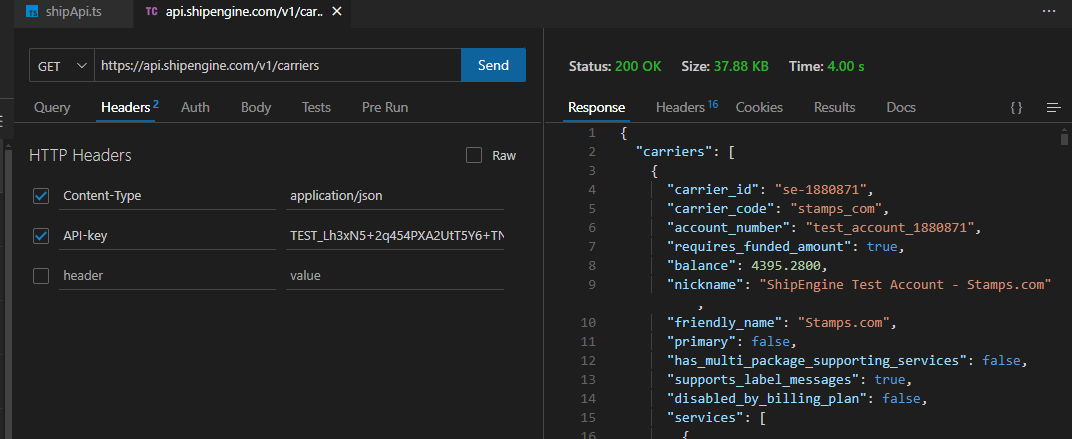 shipApi.ts
TC api.shipengine.com/v1/car..
GET https://api.shipengine.com/v1/carriers Send
Query Headers 2 Auth Body Tests Pre Run
HTTP Headers Raw
Content-Type application/json
API-key TEST_Lh3xN5+2q454PXA2UtT5Y6+TN
header value
Status: 200 OK Size: 37.88 KB Time: 4.00 s
Response Headers 16 Cookies Results Docs { }
1 {
2 "carriers": [
3 {
4 "carrier_id": "se-1880871",
5 "carrier_code": "stamps_com",
6 "account_number": "test_account_1880871",
7 "requires_funded_amount": true,
8 "balance": 4395.2800,
9 "nickname": "ShipEngine Test Account - Stamps.com"
,
10 "friendly_name": "Stamps.com",
11 "primary": false,
12 "has_multi_package_supporting_services": false,
13 "supports_label_messages": true,
14 "disabled_by_billing_plan": false,
15 "services": [
16 {